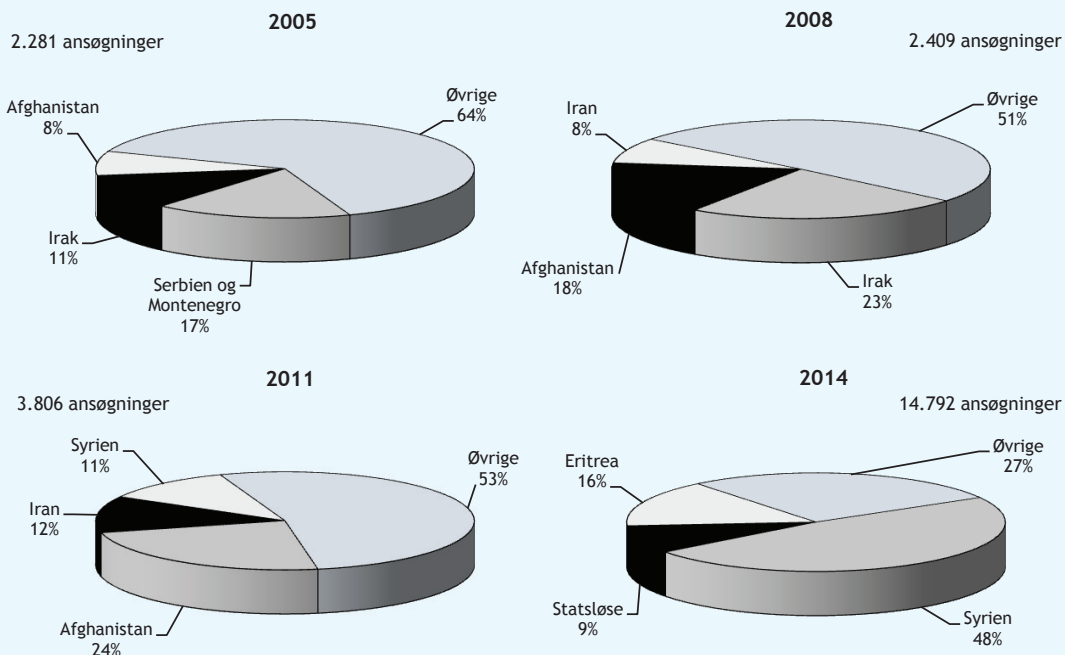 2005
2.281 ansøgninger
Afghanistan
8%
Øvrige
64%
Irak
11%
Serbien og
Montenegro
17%
2008
2.409 ansøgninger
Iran
8%
Øvrige
51%
Afghanistan
18%
Irak
23%
2011
3.806 ansøgninger
Syrien
11%
Øvrige
53%
Iran
12%
Afghanistan
24%
2014
14.792 ansøgninger
Eritrea
16%
Øvrige
27%
Statsløse
9%
Syrien
48%